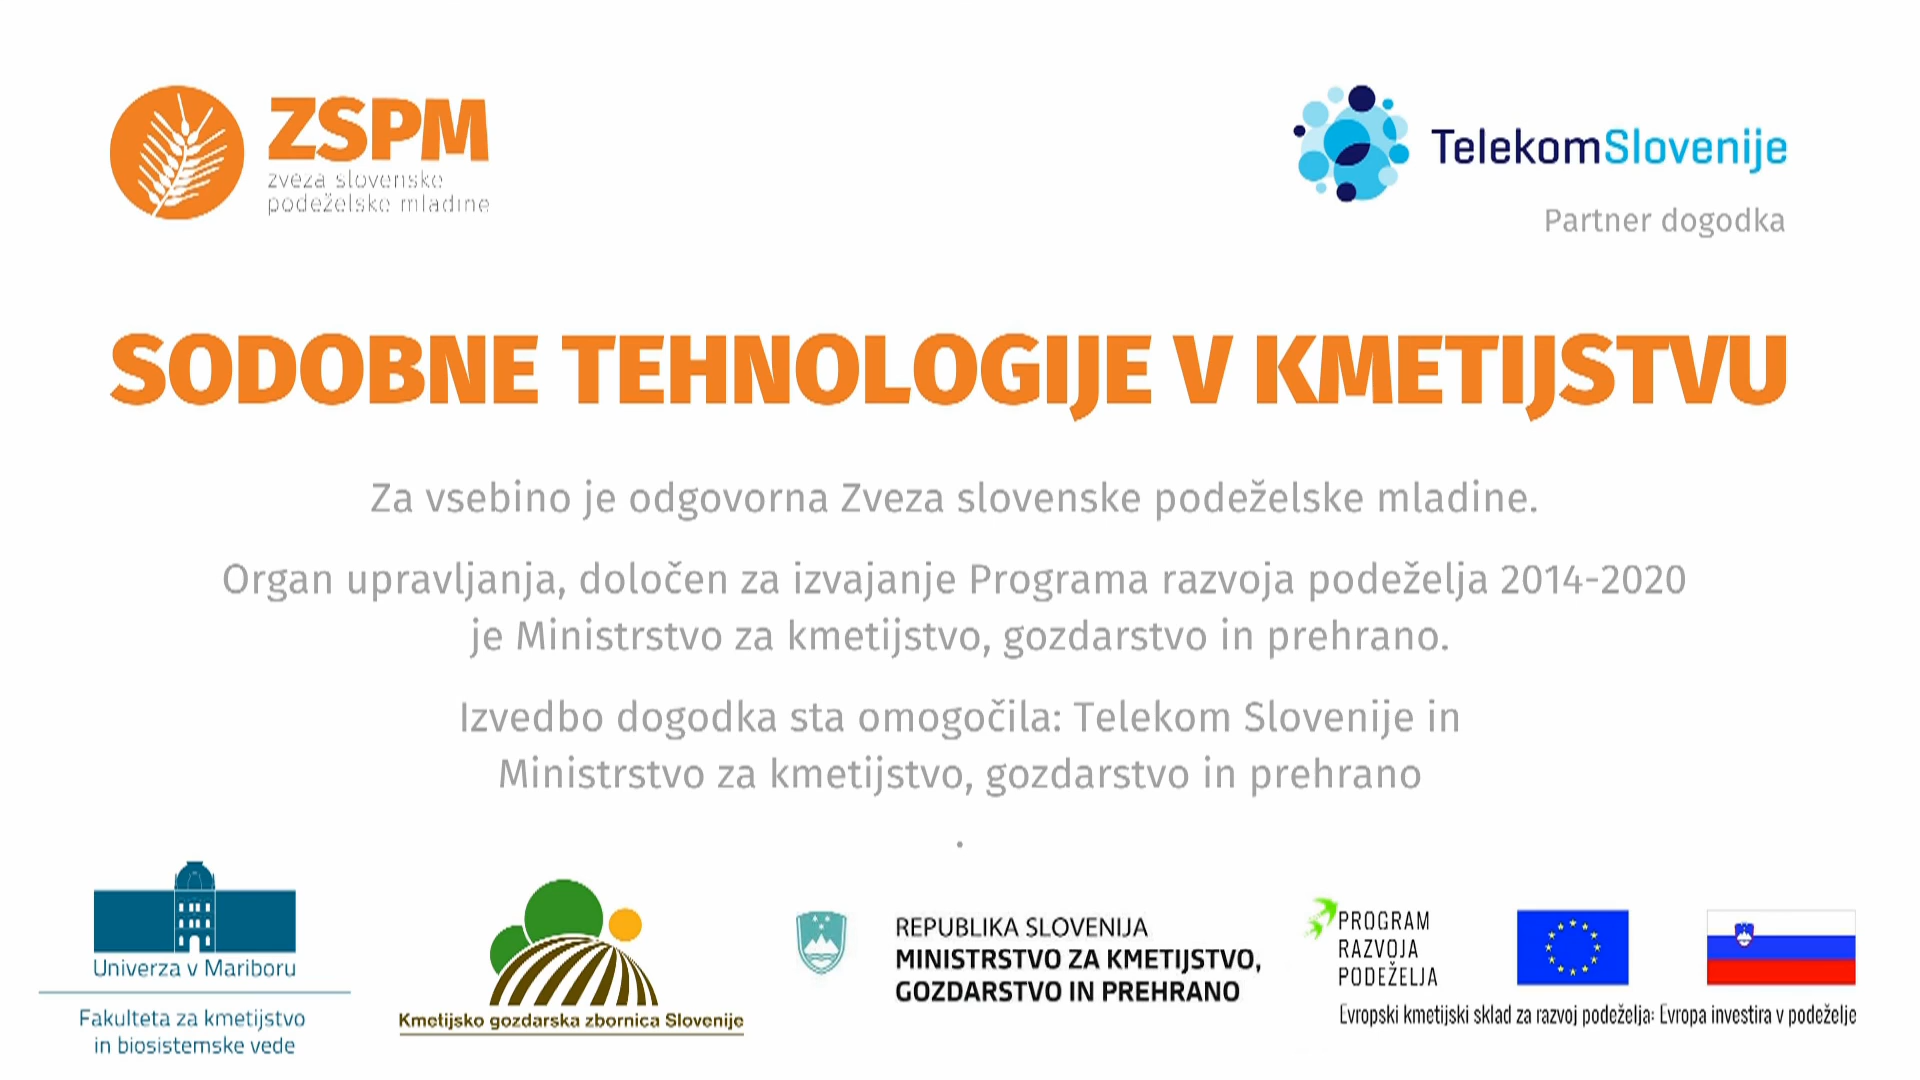 ZSPM
zveza slovenske
podeželske mladine
TelekomSlovenije
Partner dogodka
SODOBNE TEHNOLOGIJE V KMETIJSTVU
Za vsebino je odgovorna Zveza slovenske podeželske mladine.
Organ upravljanja, določen za izvajanje Programa razvoja podeželja 2014-2020
je Ministrstvo za kmetijstvo, gozdarstvo in prehrano.
Izvedbo dogodka sta omogočila: Telekom Slovenije in
Ministrstvo za kmetijstvo, gozdarstvo in prehrano
.
Univerza v Mariboru
Fakulteta za kmetijstvo
in biosistemske vede
Kmetijsko gozdarska zbornica Slovenije
REPUBLIKA SLOVENIJA
MINISTRSTVO ZA KMETIJSTVO,
GOZDARSTVO IN PREHRANO
PROGRAM
RAZVOJA
PODEŽELJA
Evropski kmetijski sklad za razvoj podeželja: Evropa investira v podeželje